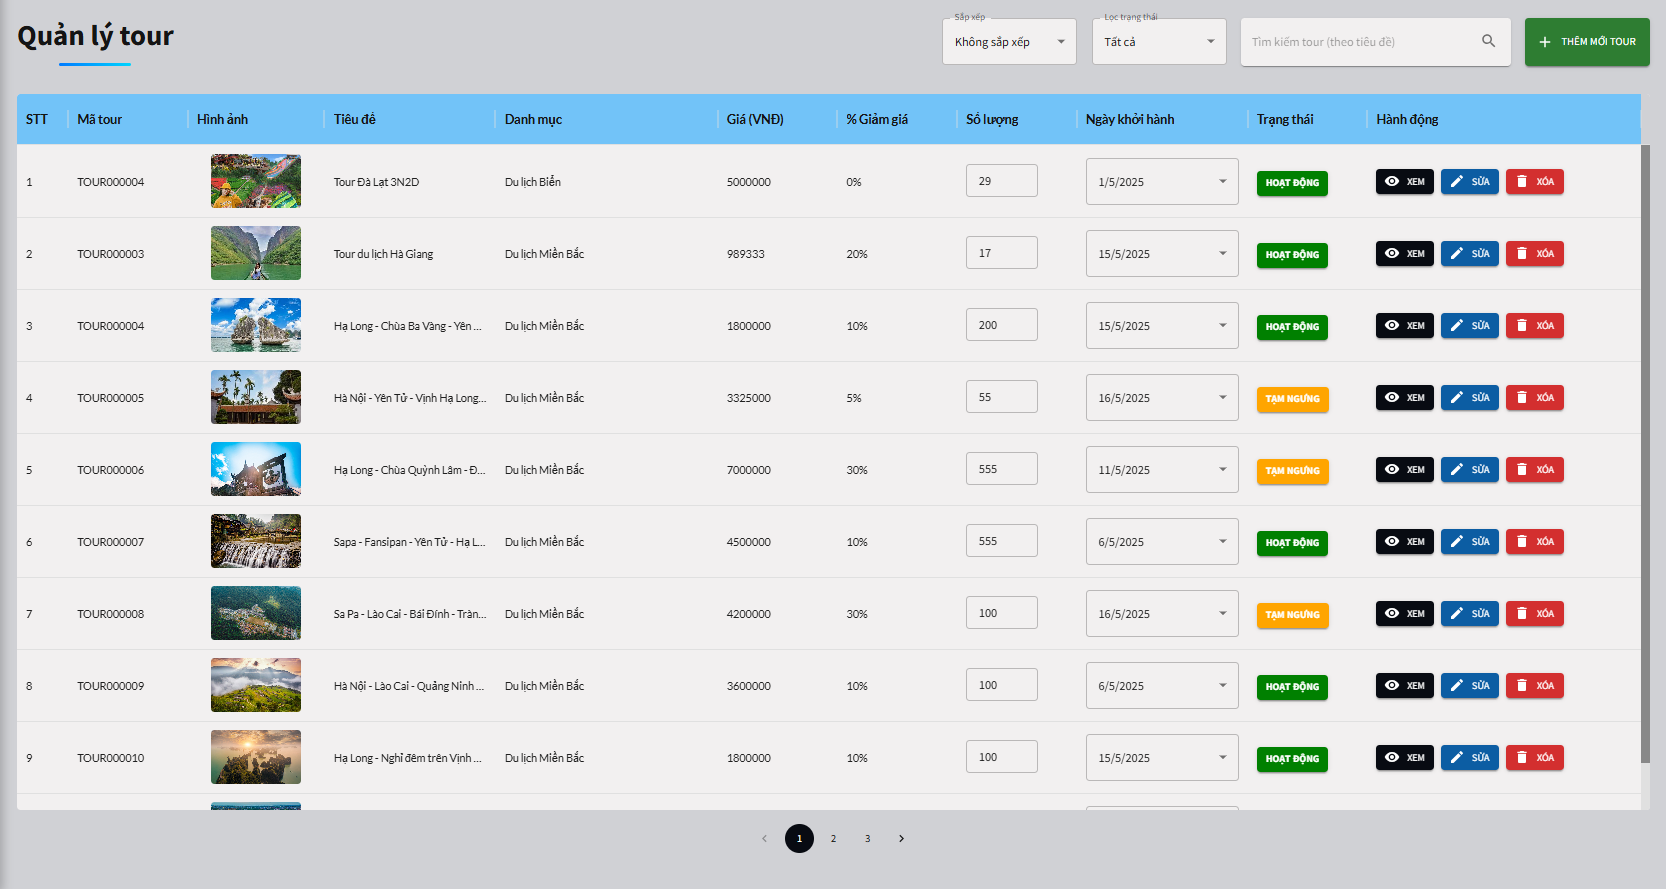 Quản lý tour
Sắp xếp
Không sắp xếp
Lọc trạng thái
Tất cả
Tìm kiếm tour (theo tiêu đề)
THÊM MỚI TOUR
STT Mã tour Hình ảnh Tiêu đề Danh mục Giá (VNĐ) % Giảm giá Số lượng Ngày khởi hành Trạng thái Hành động
1 TOUR000004 Tour Đà Lạt 3N2D Du lịch Biển 5000000 0% 29 1/5/2025 HOẠT ĐỘNG XEM SỬA XÓA
2 TOUR000003 Tour du lịch Hà Giang Du lịch Miền Bắc 989333 20% 17 15/5/2025 HOẠT ĐỘNG XEM SỬA XÓA
3 TOUR000004 Hạ Long - Chùa Ba Vàng - Yên ... Du lịch Miền Bắc 1800000 10% 200 15/5/2025 HOẠT ĐỘNG XEM SỬA XÓA
4 TOUR000005 Hà Nội - Yên Tử - Vịnh Hạ Long... Du lịch Miền Bắc 3325000 5% 55 16/5/2025 TẠM NGƯNG XEM SỬA XÓA
5 TOUR000006 Hạ Long - Chùa Quỳnh Lâm - Đ... Du lịch Miền Bắc 7000000 30% 555 11/5/2025 TẠM NGƯNG XEM SỬA XÓA
6 TOUR000007 Sapa - Fansipan - Yên Tử - Hạ L... Du lịch Miền Bắc 4500000 10% 555 6/5/2025 HOẠT ĐỘNG XEM SỬA XÓA
7 TOUR000008 Sa Pa - Lào Cai - Bái Đính - Tràn... Du lịch Miền Bắc 4200000 30% 100 16/5/2025 TẠM NGƯNG XEM SỬA XÓA
8 TOUR000009 Hà Nội - Lào Cai - Quảng Ninh ... Du lịch Miền Bắc 3600000 10% 100 6/5/2025 HOẠT ĐỘNG XEM SỬA XÓA
9 TOUR000010 Hạ Long - Nghỉ đêm trên Vịnh ... Du lịch Miền Bắc 1800000 10% 100 15/5/2025 HOẠT ĐỘNG XEM SỬA XÓA
1 2 3